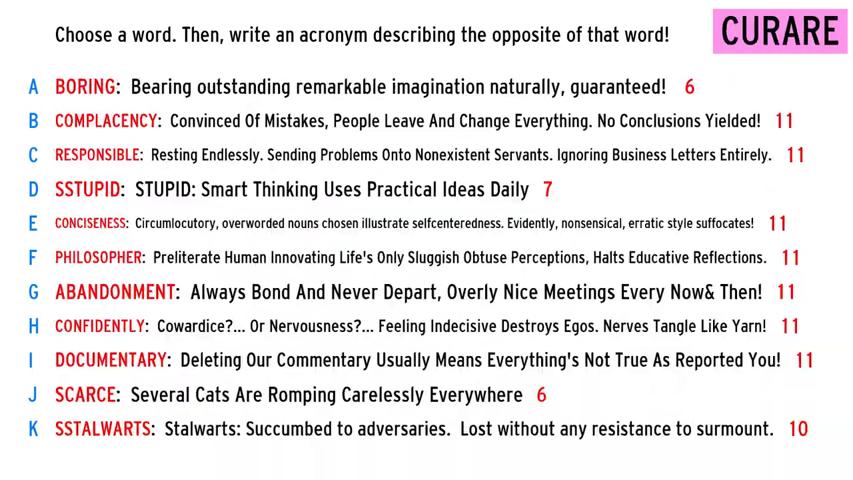 Choose a word. Then, write an acronym describing the opposite of that word!
CURARE
A BORING: Bearing outstanding remarkable imagination naturally, guaranteed! 6
B COMPLACENCY: Convinced Of Mistakes, People Leave And Change Everything. No Conclusions Yielded! 11
C RESPONSIBLE: Resting Endlessly. Sending Problems Onto Nonexistent Servants. Ignoring Business Letters Entirely. 11
D SSTUPID: STUPID: Smart Thinking Uses Practical Ideas Daily 7
E CONCISENESS: Circumlocutory, overworded nouns chosen illustrate selfcenteredness. Evidently, nonsensical, erratic style suffocates! 11
F PHILOSOPHER: Preliterate Human Innovating Life's Only Sluggish Obtuse Perceptions, Halts Educative Reflections. 11
G ABANDONMENT: Always Bond And Never Depart, Overly Nice Meetings Every Now& Then! 11
H CONFIDENTLY: Cowardice?... Or Nervousness?... Feeling Indecisive Destroys Egos. Nerves Tangle Like Yarn! 11
I DOCUMENTARY: Deleting Our Commentary Usually Means Everything's Not True As Reported You! 11
J SCARCE: Several Cats Are Romping Carelessly Everywhere 6
K SSTALWARTS: Stalwarts: Succumbed to adversaries. Lost without any resistance to surmount. 10